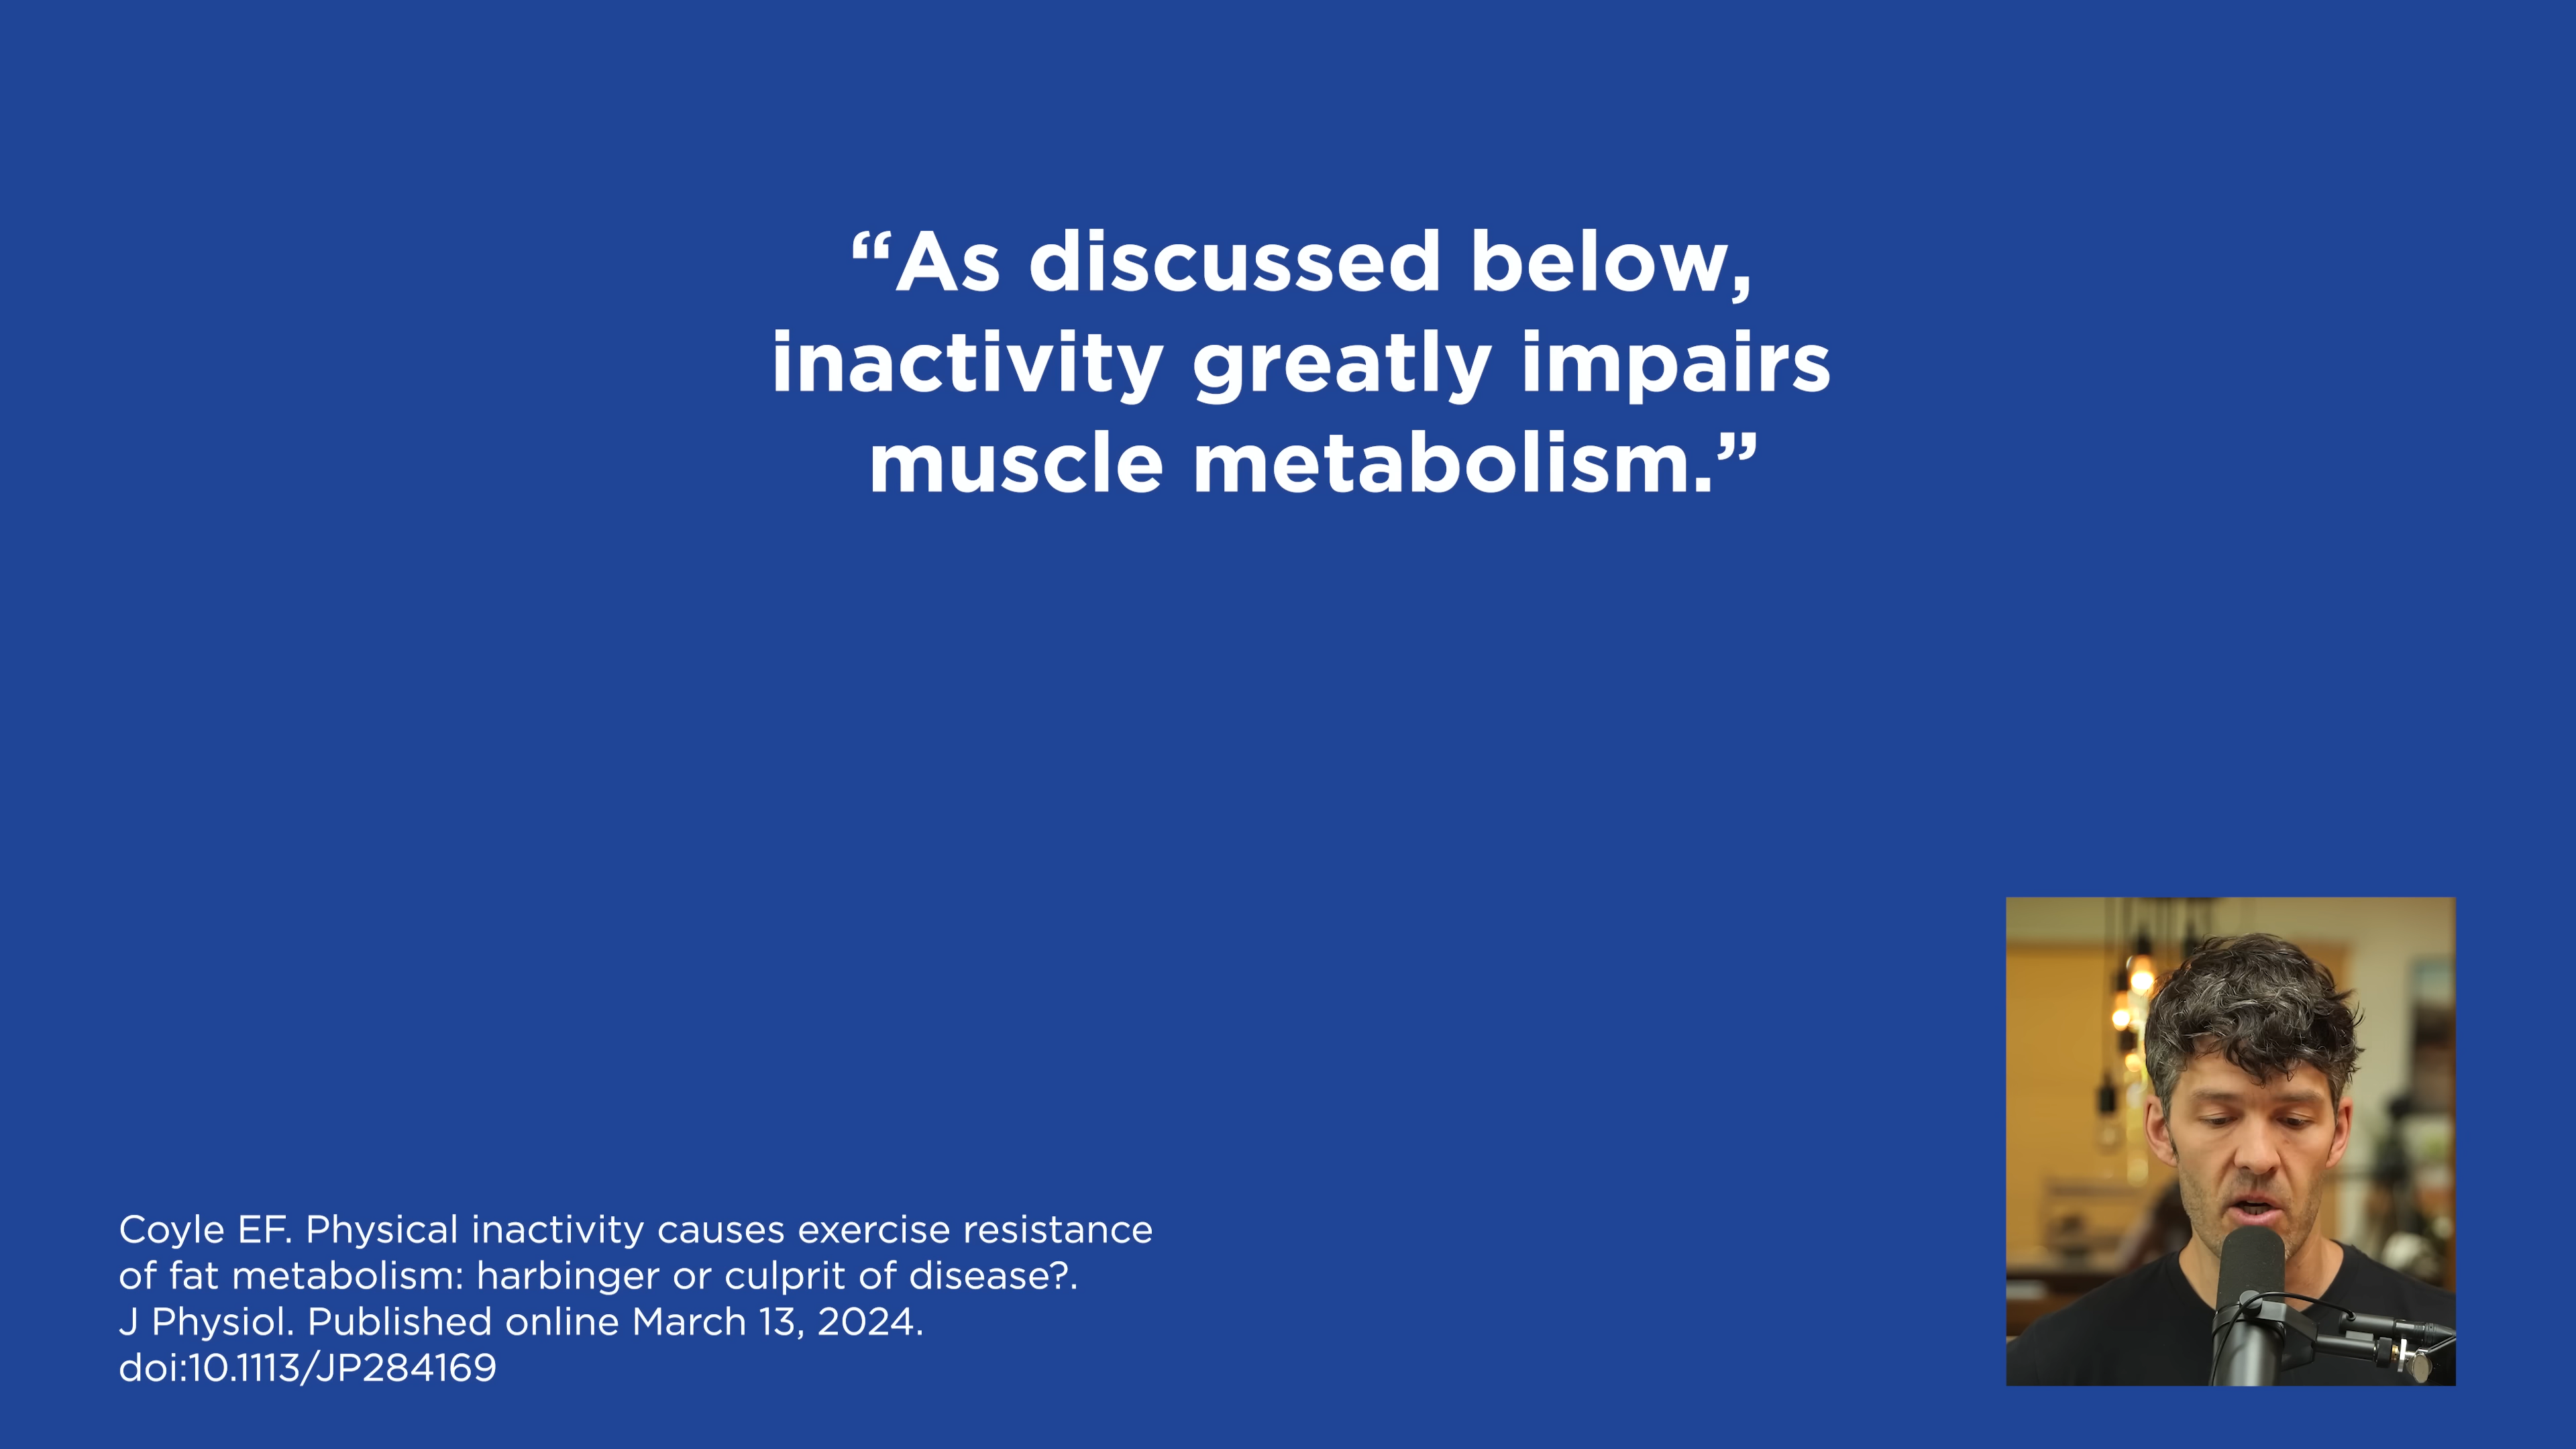 “As discussed below,
inactivity greatly impairs
muscle metabolism.”
Coyle EF. Physical inactivity causes exercise resistance
of fat metabolism: harbinger or culprit of disease?.
J Physiol. Published online March 13, 2024.
doi:10.1113/JP284169